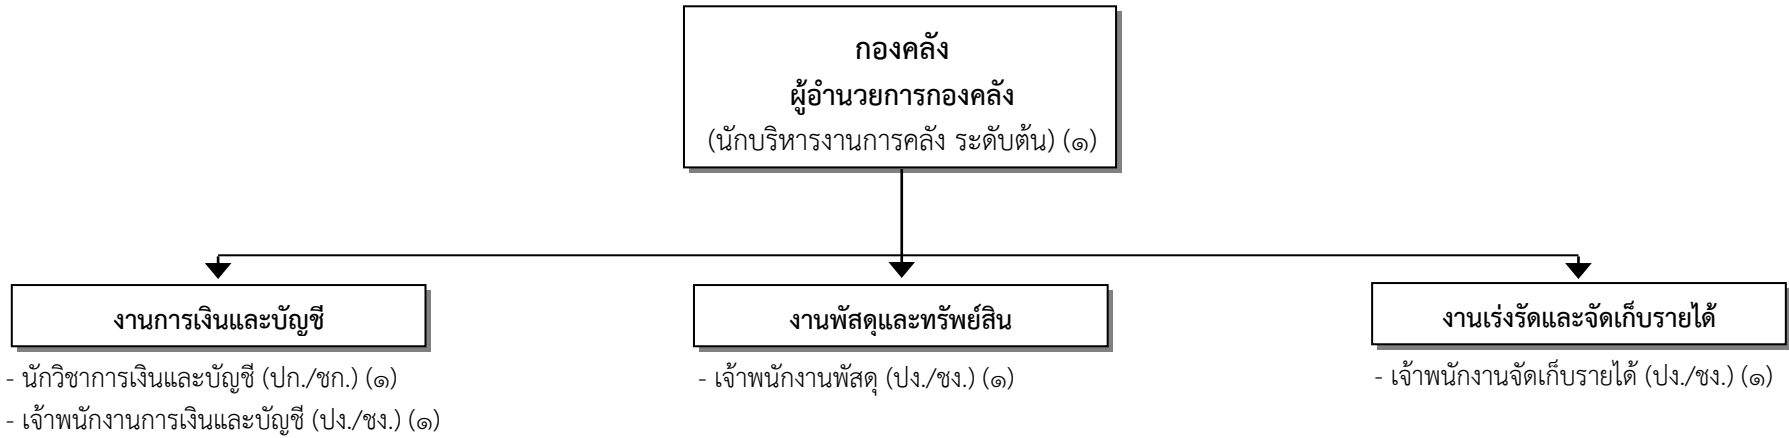 กองคลัง
ผู้อำนวยการกองคลัง
(นักบริหารงานการคลัง ระดับต้น) (๑)
งานการเงินและบัญชี
- นักวิชาการเงินและบัญชี (ปก./ชก.) (๑)
- เจ้าพนักงานการเงินและบัญชี (ปง./ชง.) (๑)
งานพัสดุและทรัพย์สิน
- เจ้าพนักงานพัสดุ (ปง./ชง.) (๑)
งานเร่งรัดและจัดเก็บรายได้
- เจ้าพนักงานจัดเก็บรายได้ (ปง./ชง.) (๑)